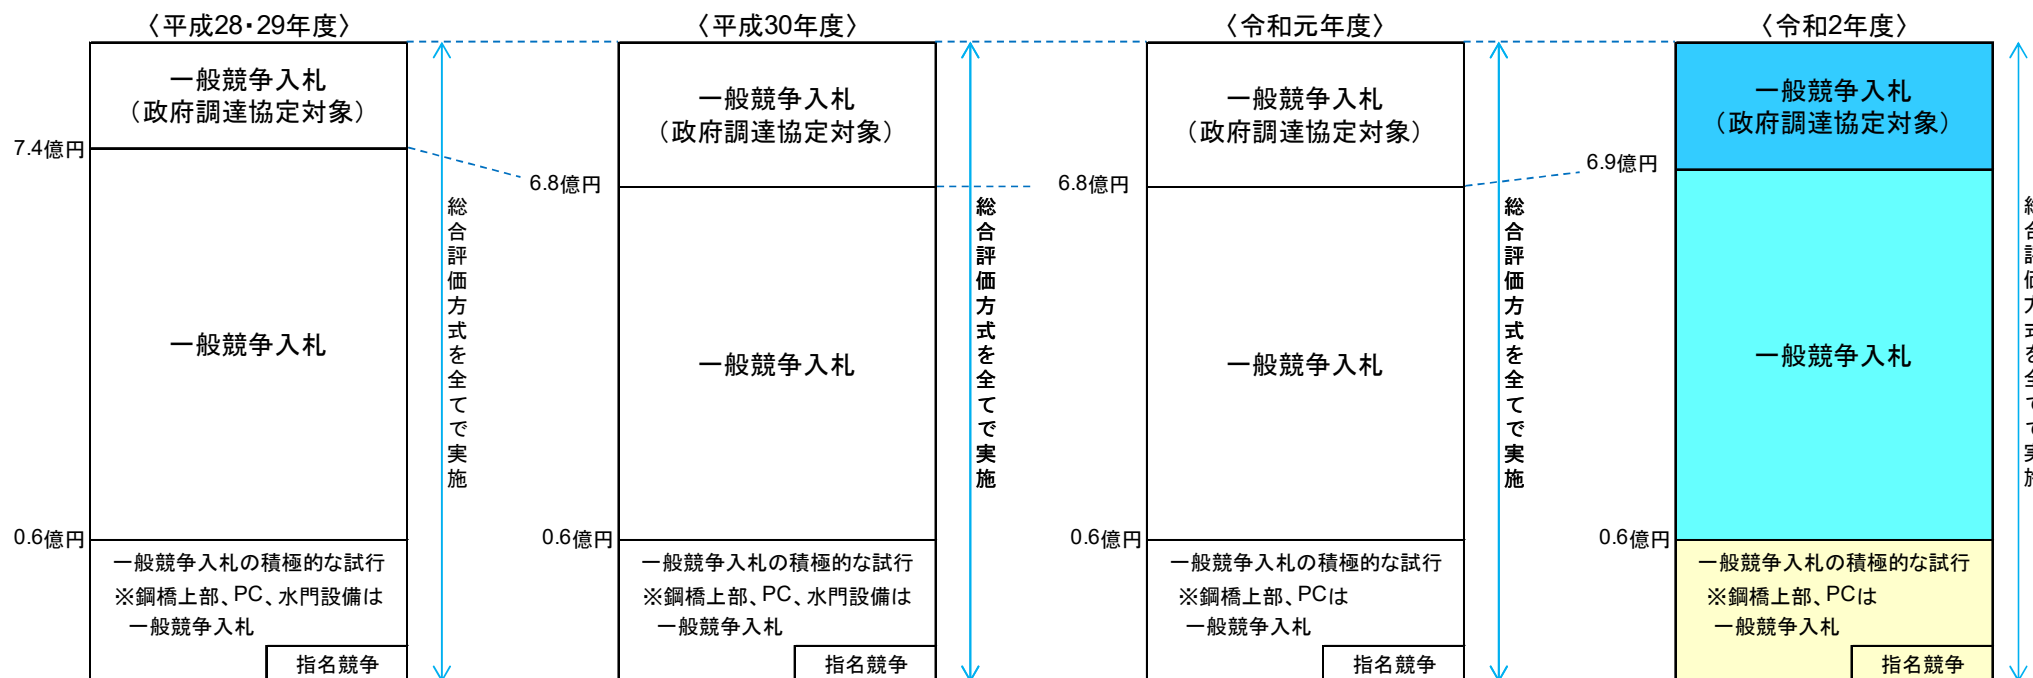 〈平成28・29年度〉
一般競争入札
（政府調達協定対象）
7.4億円
一般競争入札
0.6億円
一般競争入札の積極的な試行
※鋼橋上部、PC、水門設備は
一般競争入札
指名競争
総合評価方式を全てで実施
〈平成30年度〉
一般競争入札
（政府調達協定対象）
6.8億円
一般競争入札
0.6億円
一般競争入札の積極的な試行
※鋼橋上部、PC、水門設備は
一般競争入札
指名競争
総合評価方式を全てで実施
〈令和元年度〉
一般競争入札
（政府調達協定対象）
6.8億円
一般競争入札
0.6億円
一般競争入札の積極的な試行
※鋼橋上部、PCは
一般競争入札
指名競争
総合評価方式を全てで実施
〈令和2年度〉
一般競争入札
（政府調達協定対象）
6.9億円
一般競争入札
0.6億円
一般競争入札の積極的な試行
※鋼橋上部、PCは
一般競争入札
指名競争
総合評価方式を全てで実施